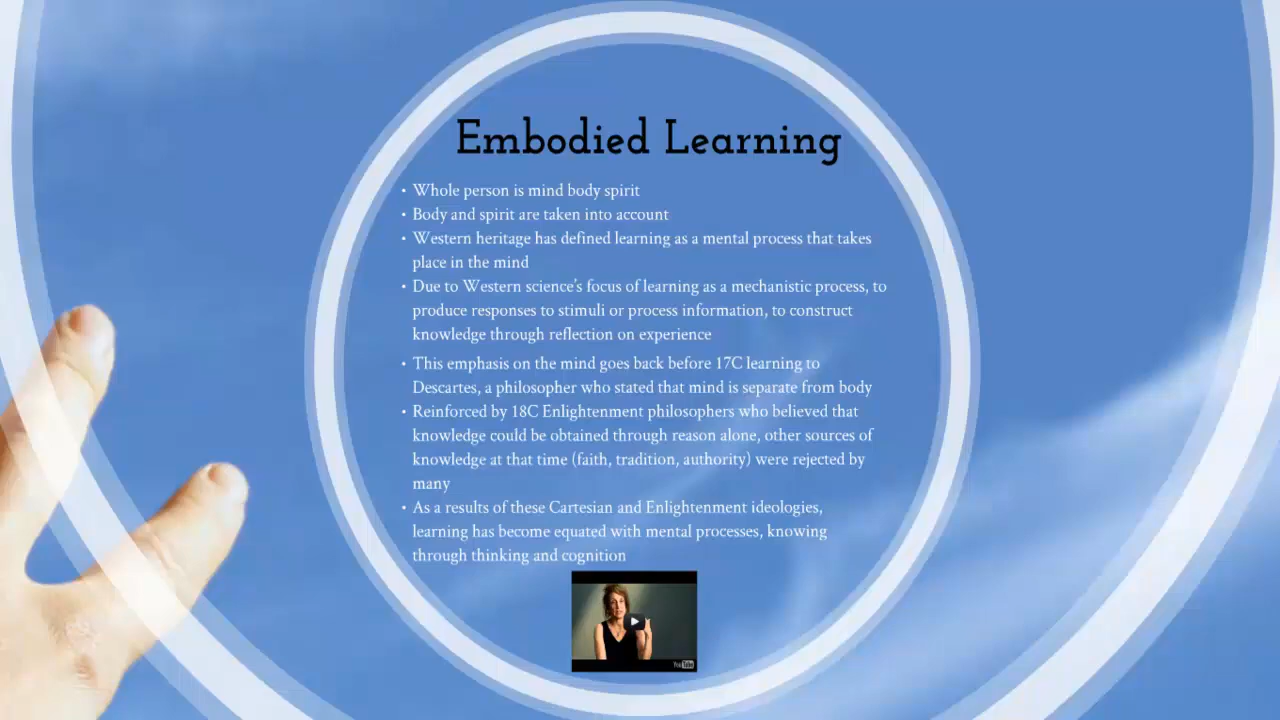 Embodied Learning
• Whole person is mind body spirit
• Body and spirit are taken into account
• Western heritage has defined learning as a mental process that takes
place in the mind
• Due to Western science's focus of learning as a mechanistic process, to
produce responses to stimuli or process information, to construct
knowledge through reflection on experience
• This emphasis on the mind goes back before 17C learning to
Descartes, a philosopher who stated that mind is separate from body
• Reinforced by 18C Enlightenment philosophers who believed that
knowledge could be obtained through reason alone, other sources of
knowledge at that time (faith, tradition, authority) were rejected by
many
• As a results of these Cartesian and Enlightenment ideologies,
learning has become equated with mental processes, knowing
through thinking and cognition
YouTube